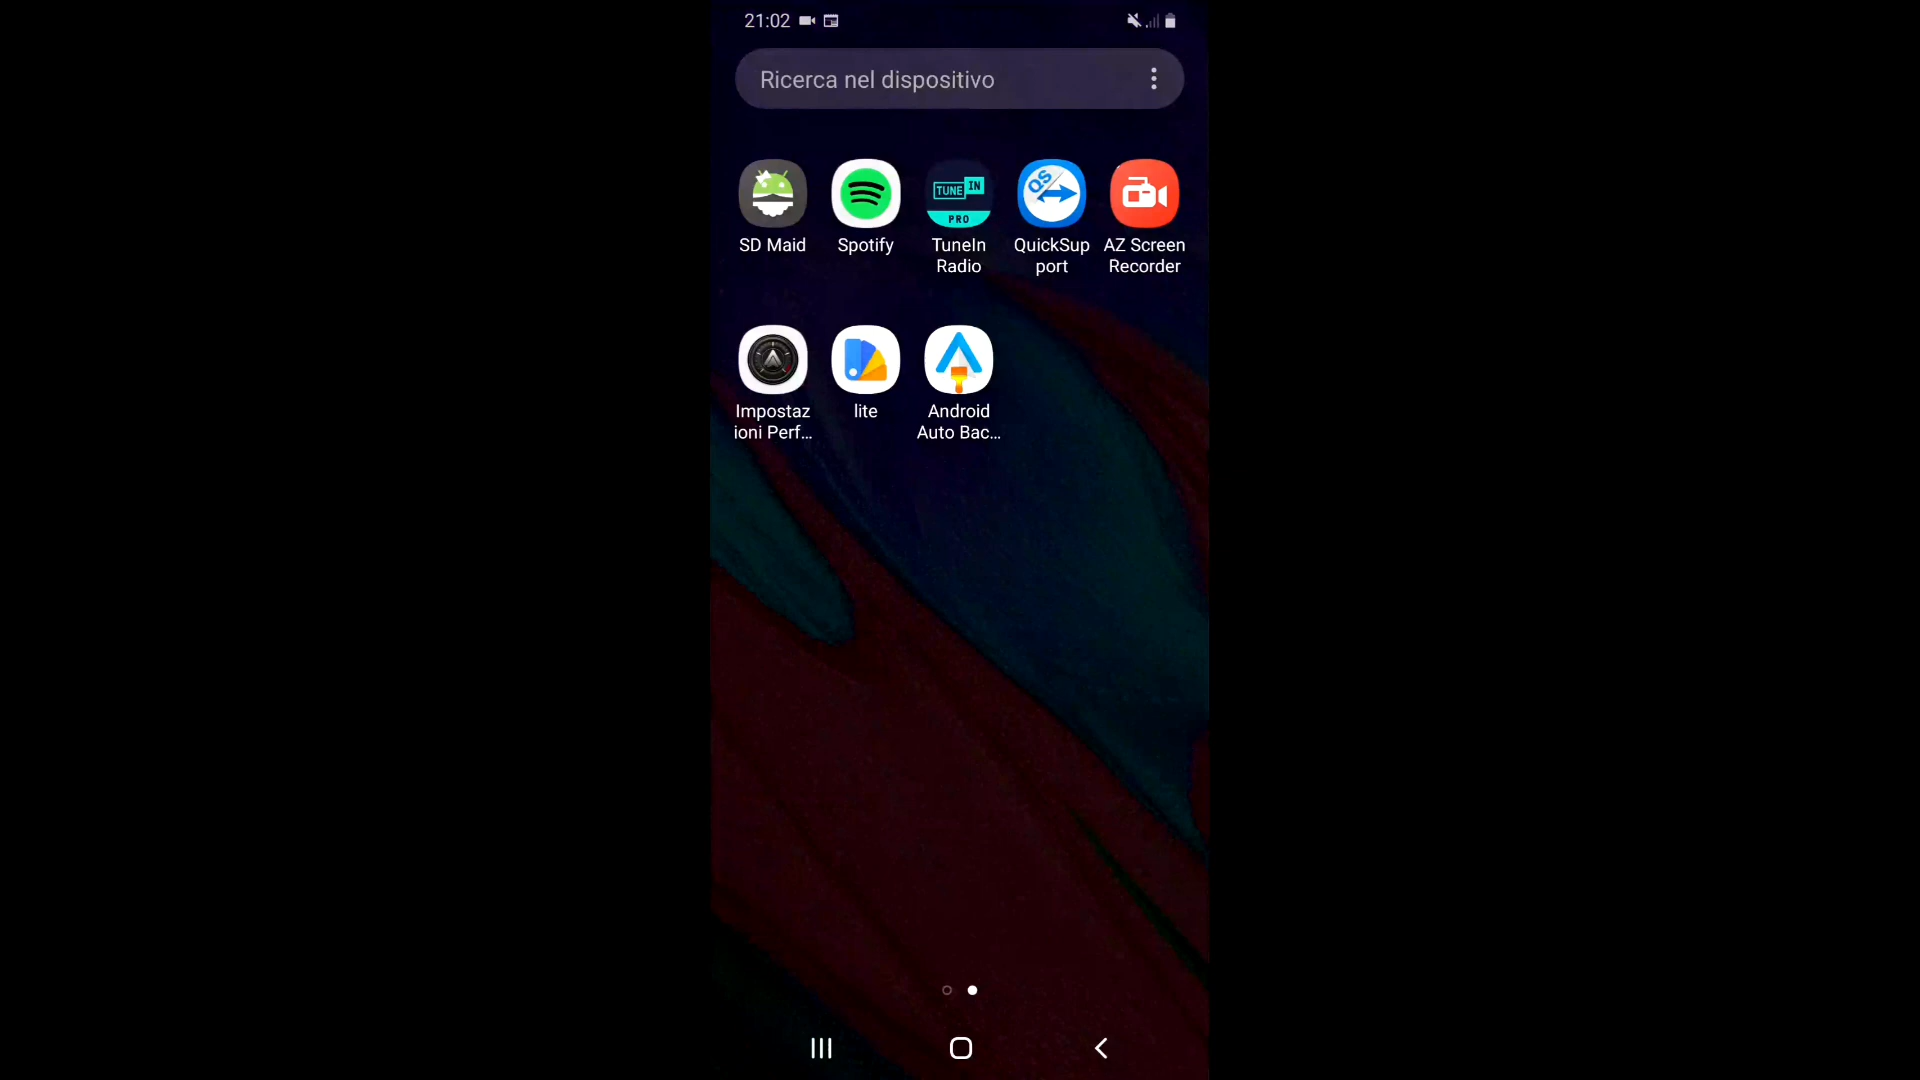 21:02
Ricerca nel dispositivo
TUNE IN
PRO
QS
SD Maid
Spotify
TuneIn
Radio
QuickSup
port
AZ Screen
Recorder
Impostaz
ioni Perf...
lite
Android
Auto Bac...